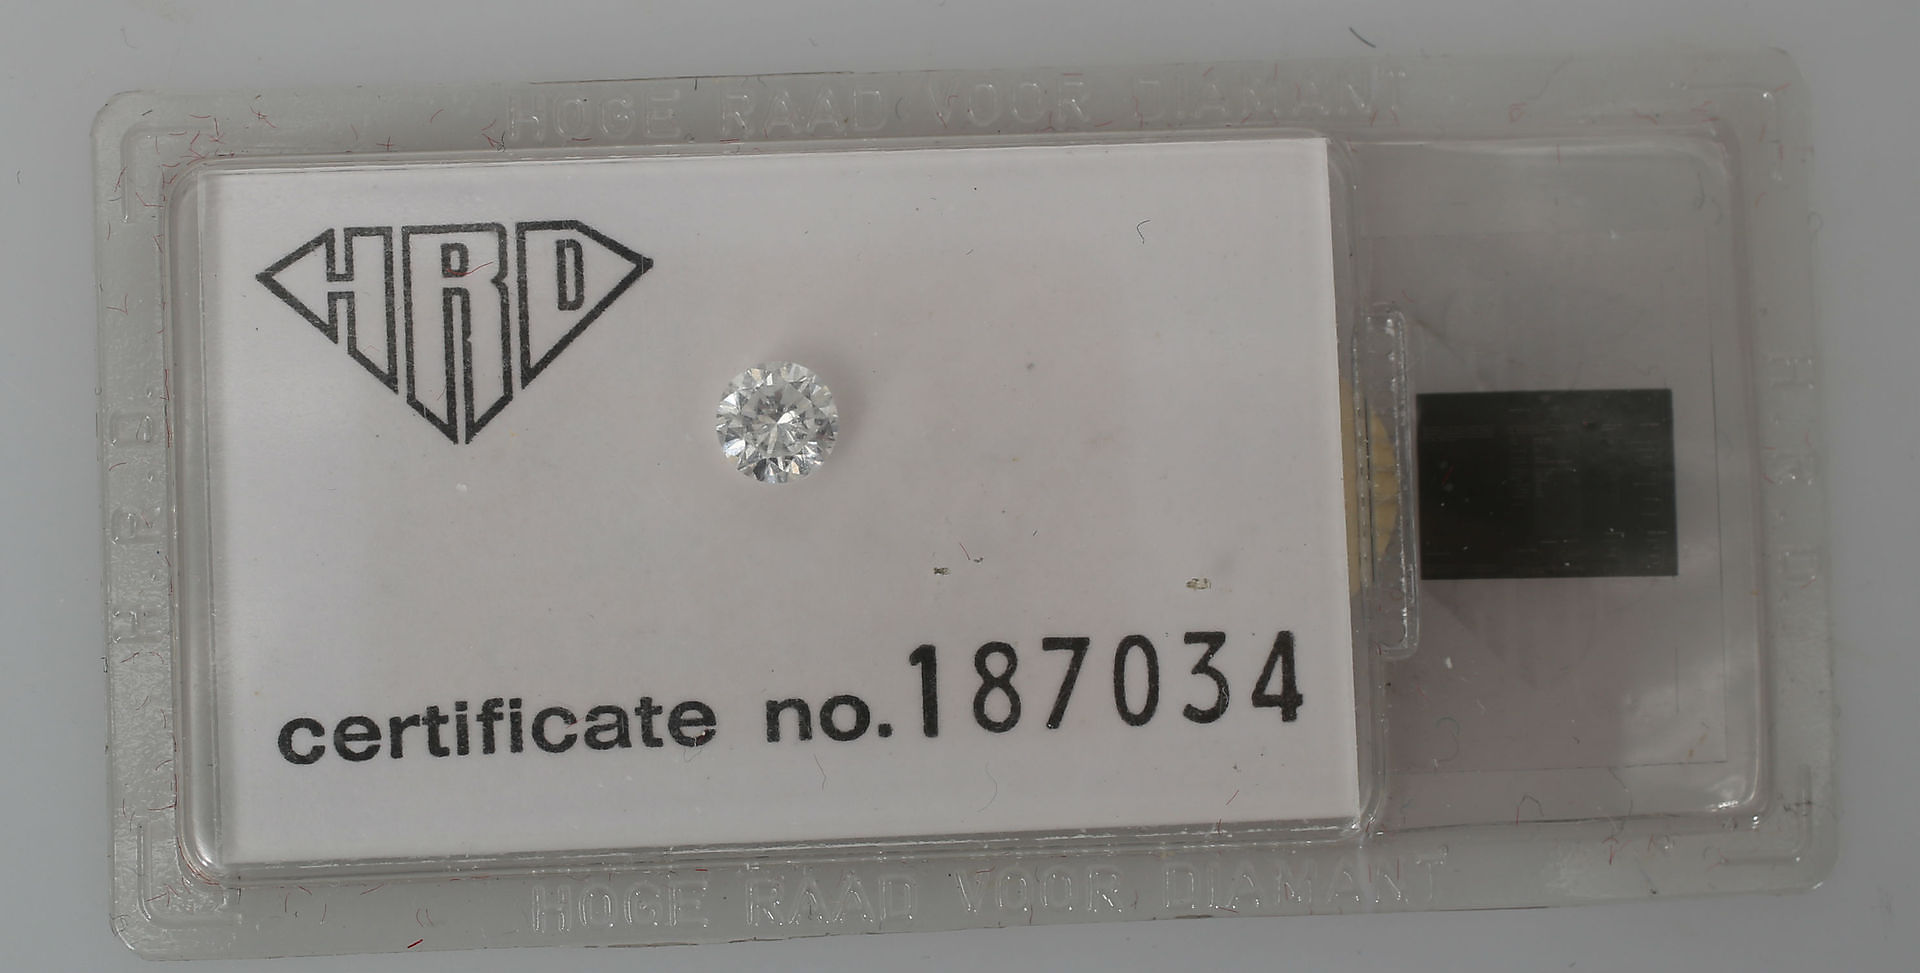 HOGE RAAD VOOR DIAMANT
HRD
H.R.D.
H.R.D.
certificate no. 187034
HOGE RAAD VOOR DIAMANT